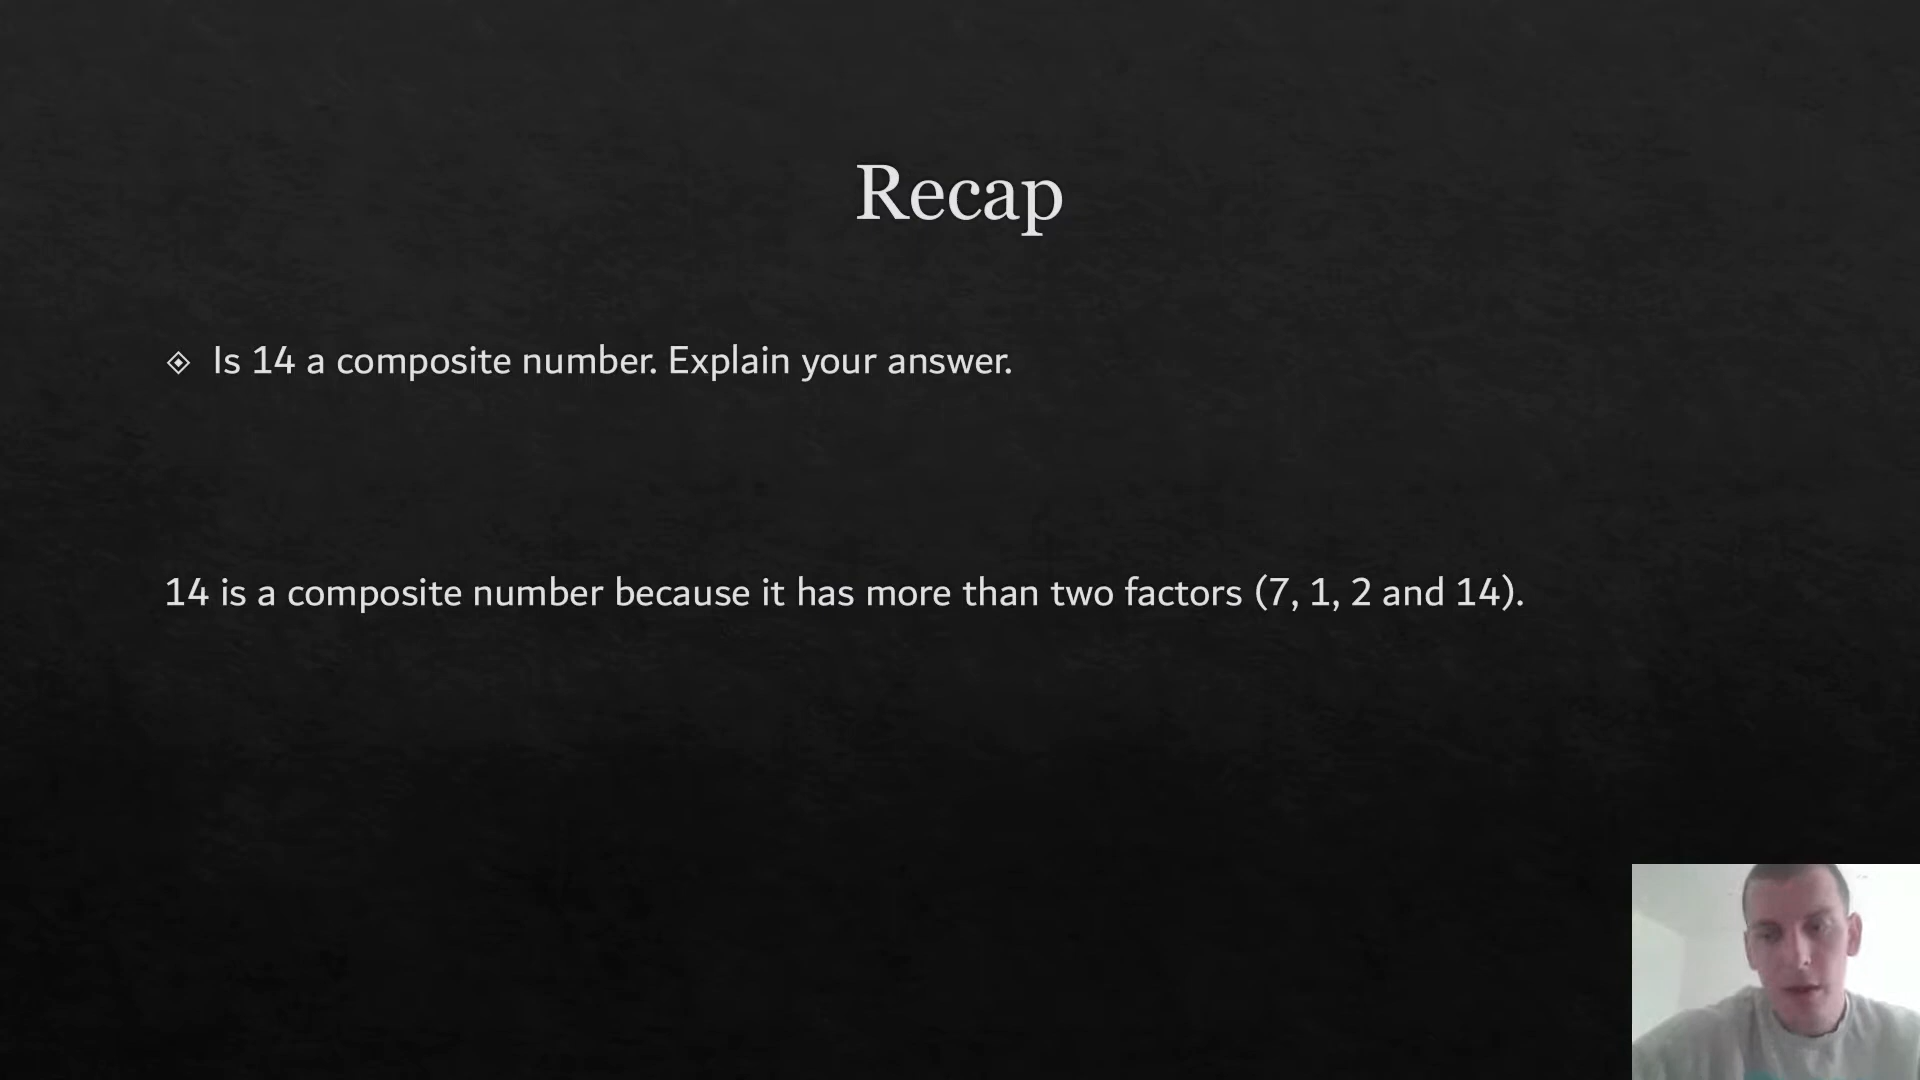 Recap
Is 14 a composite number. Explain your answer.
14 is a composite number because it has more than two factors (7, 1, 2 and 14).